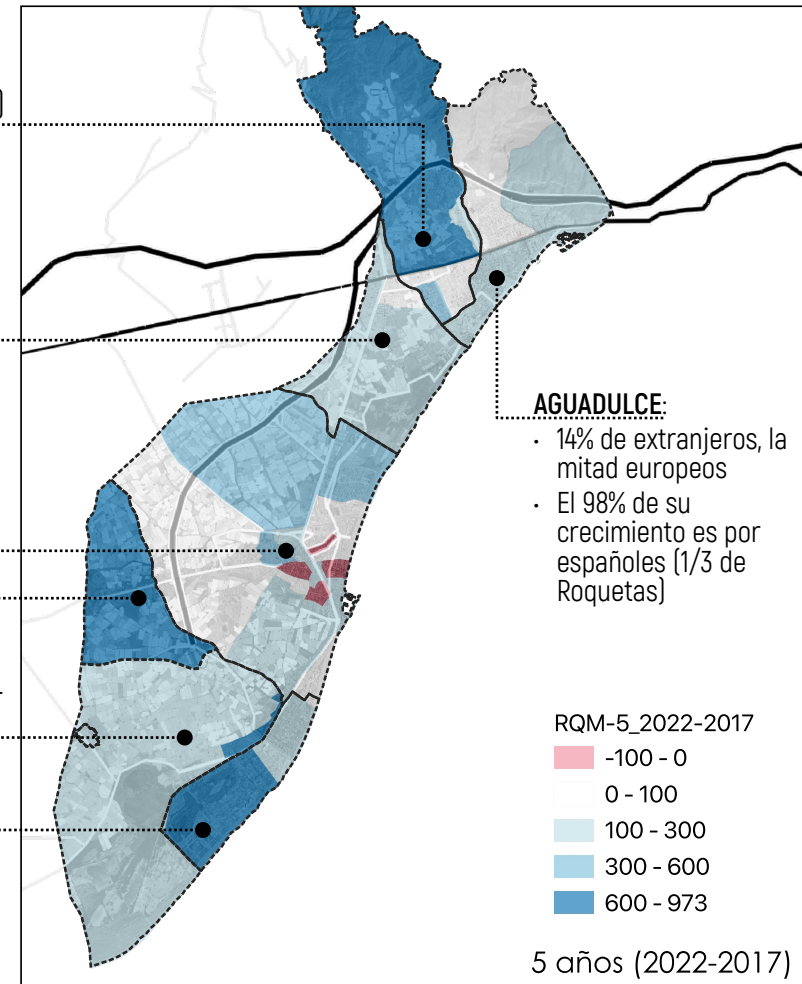 AGUADULCE:
· 14% de extranjeros, la
mitad europeos
· El 98% de su
crecimiento es por
españoles (1/3 de
Roquetas)
RQM-5_2022-2017
-100 - 0
0 - 100
100 - 300
300 - 600
600 - 973
5 años (2022-2017)